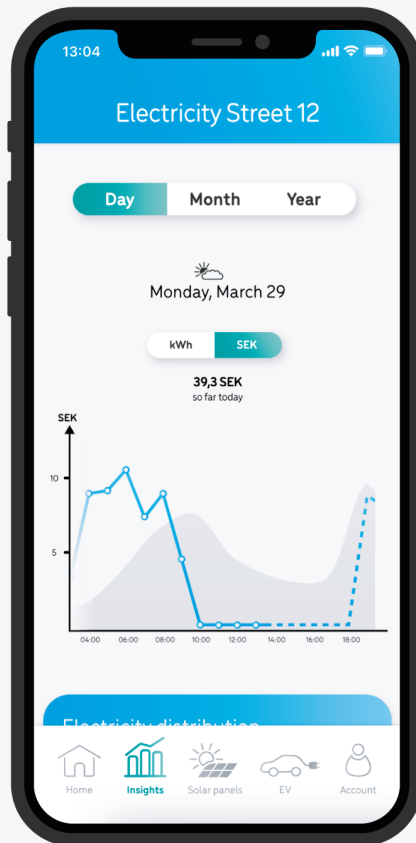 13:04
Electricity Street 12
Day Month Year
Monday, March 29
kWh SEK
39,3 SEK
so far today
SEK
10
5
04:00 06:00 08:00 10:00 12:00 14:00 16:00 18:00
Electricity distribution
Home Insights Solar panels EV Account